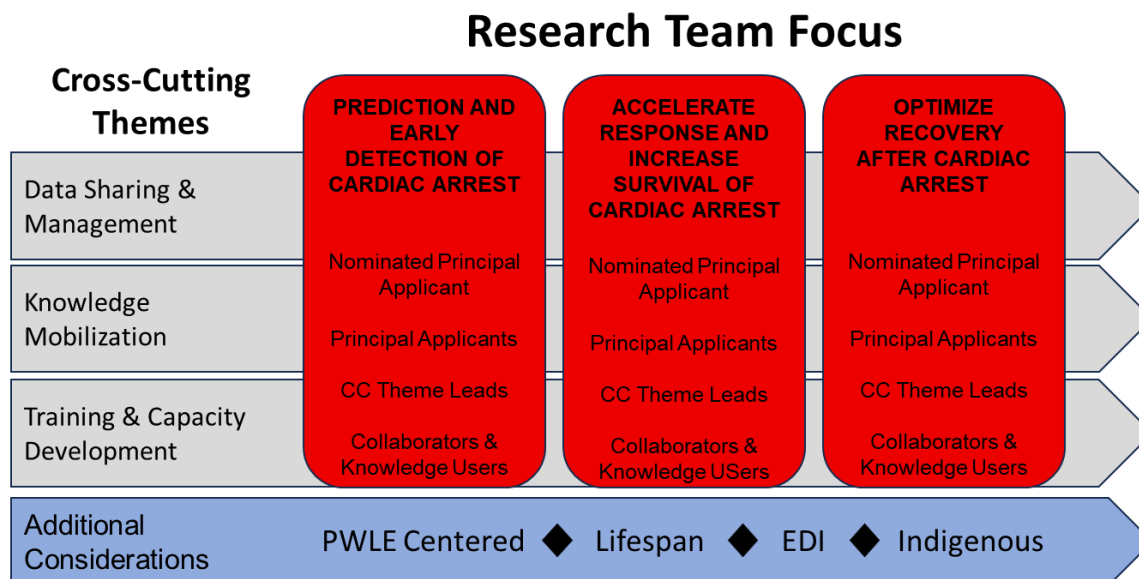 Research Team Focus
Cross-Cutting
Themes
PREDICTION AND
EARLY
DETECTION OF
CARDIAC ARREST
Nominated Principal
Applicant
Principal Applicants
CC Theme Leads
Collaborators &
Knowledge Users
ACCELERATE
RESPONSE AND
INCREASE
SURVIVAL OF
CARDIAC ARREST
Nominated Principal
Applicant
Principal Applicants
CC Theme Leads
Collaborators &
Knowledge USers
OPTIMIZE
RECOVERY
AFTER CARDIAC
ARREST
Nominated Principal
Applicant
Principal Applicants
CC Theme Leads
Collaborators &
Knowledge Users
Data Sharing &
Management
Knowledge
Mobilization
Training & Capacity
Development
Additional
Considerations
PWLE Centered ◆ Lifespan ◆ EDI ◆ Indigenous